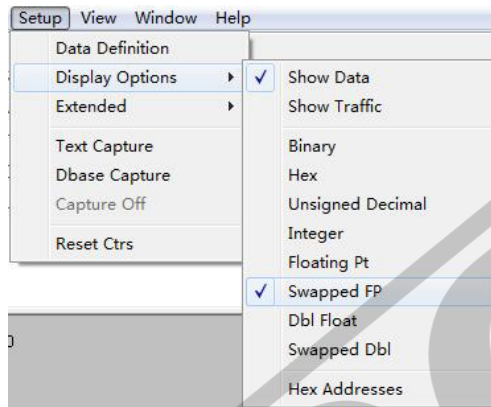 Setup View Window Help
Data Definition
Display Options
Extended
Text Capture
Dbase Capture
Capture Off
Reset Ctrs
Show Data
Show Traffic
Binary
Hex
Unsigned Decimal
Integer
Floating Pt
Swapped FP
Dbl Float
Swapped Dbl
Hex Addresses